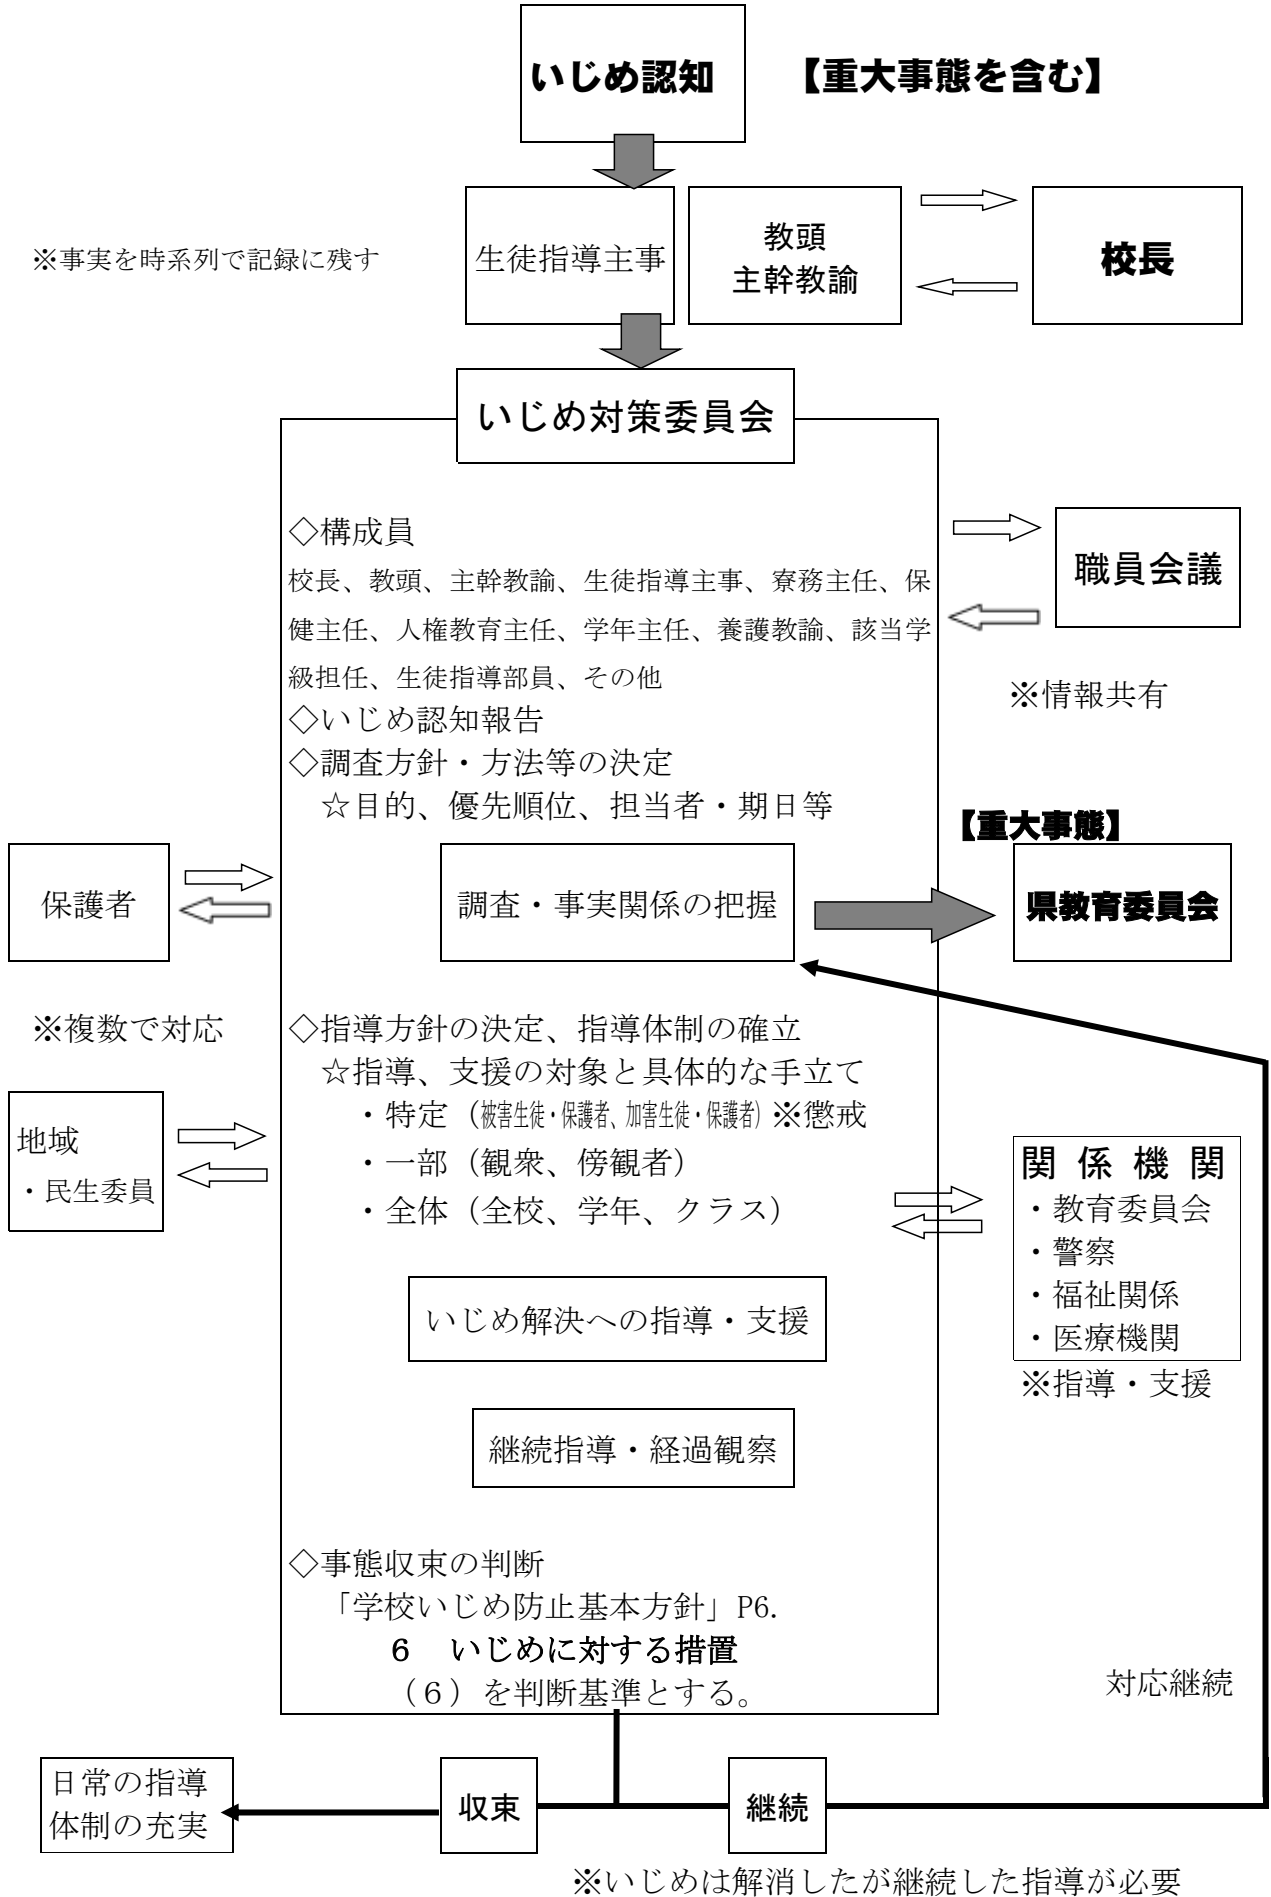 いじめ認知
【重大事態を含む】
※事実を時系列で記録に残す
生徒指導主事
教頭
主幹教諭
校長
いじめ対策委員会
◇構成員
校長、教頭、主幹教諭、生徒指導主事、寮務主任、保
健主任、人権教育主任、学年主任、養護教諭、該当学
級担任、生徒指導部員、その他
職員会議
※情報共有
◇いじめ認知報告
◇調査方針・方法等の決定
☆目的、優先順位、担当者・期日等
【重大事態】
保護者
調査・事実関係の把握
県教育委員会
※複数で対応
◇指導方針の決定、指導体制の確立
☆指導、支援の対象と具体的な手立て
・特定（被害生徒・保護者、加害生徒・保護者）※懲戒
・一部（観衆、傍観者）
・全体（全校、学年、クラス）
地域
・民生委員
関係機関
・教育委員会
・警察
・福祉関係
・医療機関
※指導・支援
いじめ解決への指導・支援
継続指導・経過観察
◇事態収束の判断
「学校いじめ防止基本方針」P6.
６　いじめに対する措置
（６）を判断基準とする。
対応継続
日常の指導
体制の充実
収束
継続
※いじめは解消したが継続した指導が必要